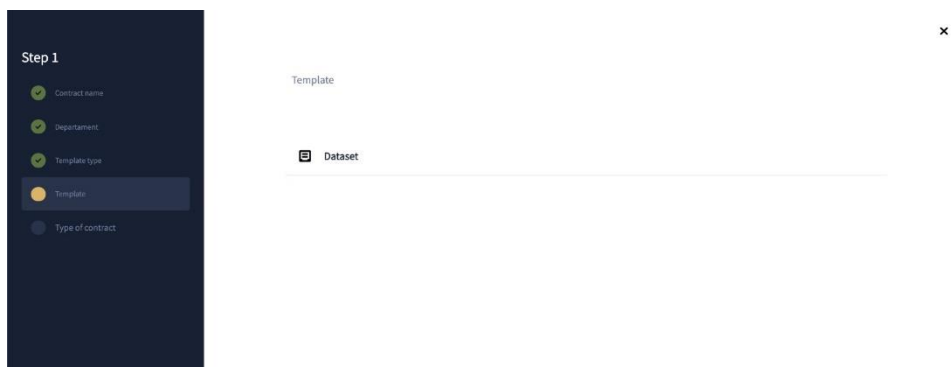 Step 1
Contract name
Departament
Template type
Template
Type of contract
Template
Dataset